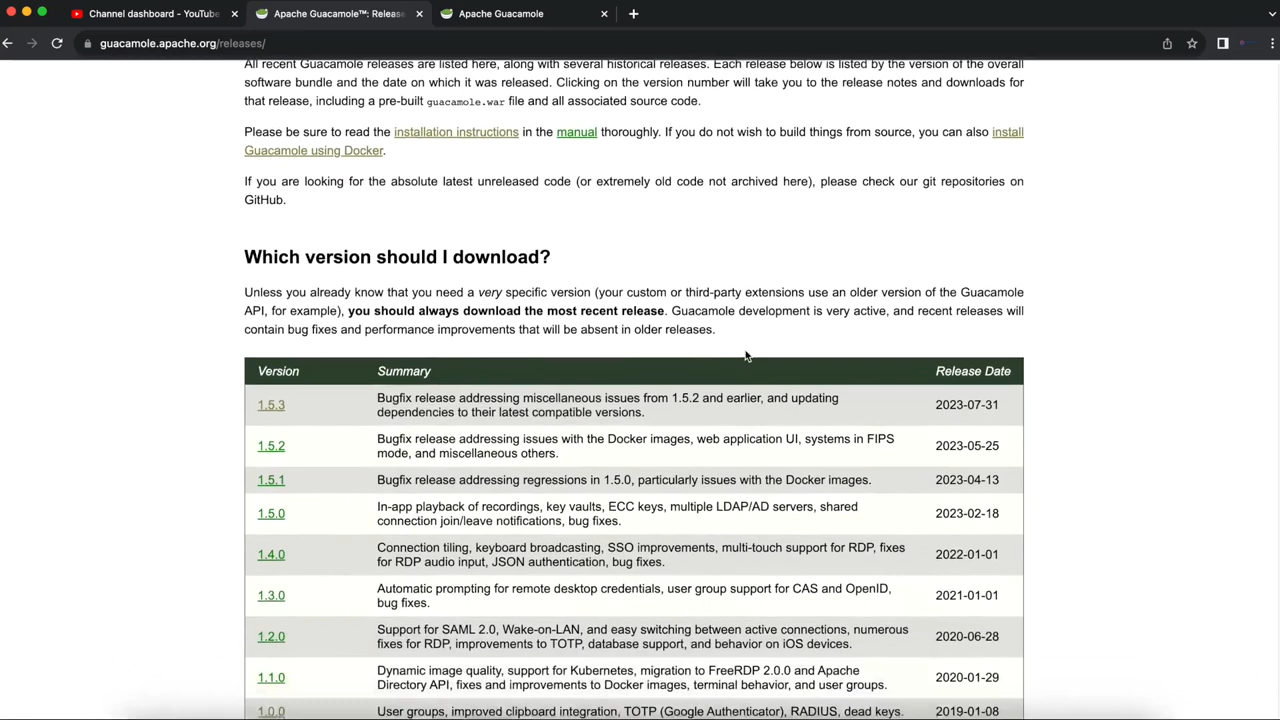 Channel dashboard - YouTube
Apache Guacamole™: Release
Apache Guacamole
guacamole.apache.org/releases/
All recent Guacamole releases are listed here, along with several historical releases. Each release below is listed by the version of the overall
software bundle and the date on which it was released. Clicking on the version number will take you to the release notes and downloads for
that release, including a pre-built guacamole.war file and all associated source code.
Please be sure to read the installation instructions in the manual thoroughly. If you do not wish to build things from source, you can also install
Guacamole using Docker.
If you are looking for the absolute latest unreleased code (or extremely old code not archived here), please check our git repositories on
GitHub.
Which version should I download?
Unless you already know that you need a very specific version (your custom or third-party extensions use an older version of the Guacamole
API, for example), you should always download the most recent release. Guacamole development is very active, and recent releases will
contain bug fixes and performance improvements that will be absent in older releases.
Version Summary Release Date
1.5.3 Bugfix release addressing miscellaneous issues from 1.5.2 and earlier, and updating
dependencies to their latest compatible versions. 2023-07-31
1.5.2 Bugfix release addressing issues with the Docker images, web application UI, systems in FIPS
mode, and miscellaneous others. 2023-05-25
1.5.1 Bugfix release addressing regressions in 1.5.0, particularly issues with the Docker images. 2023-04-13
1.5.0 In-app playback of recordings, key vaults, ECC keys, multiple LDAP/AD servers, shared
connection join/leave notifications, bug fixes. 2023-02-18
1.4.0 Connection tiling, keyboard broadcasting, SSO improvements, multi-touch support for RDP, fixes
for RDP audio input, JSON authentication, bug fixes. 2022-01-01
1.3.0 Automatic prompting for remote desktop credentials, user group support for CAS and OpenID,
bug fixes. 2021-01-01
1.2.0 Support for SAML 2.0, Wake-on-LAN, and easy switching between active connections, numerous
fixes for RDP, improvements to TOTP, database support, and behavior on iOS devices. 2020-06-28
1.1.0 Dynamic image quality, support for Kubernetes, migration to FreeRDP 2.0.0 and Apache
Directory API, fixes and improvements to Docker images, terminal behavior, and user groups. 2020-01-29
1.0.0 User groups, improved clipboard integration, TOTP (Google Authenticator), RADIUS, dead keys. 2019-01-08